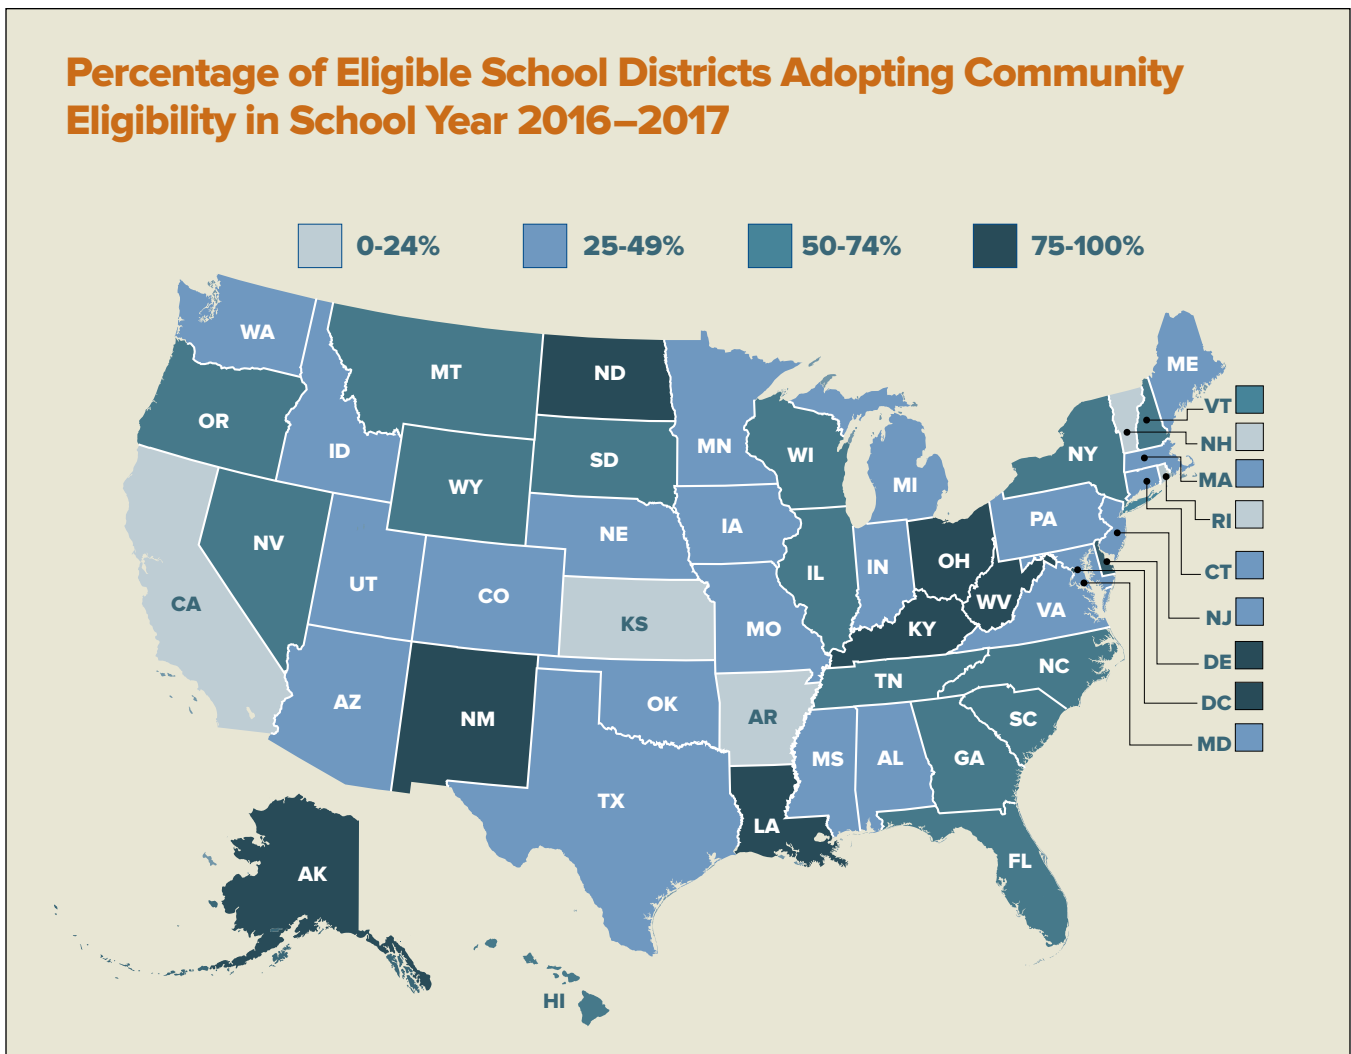 Percentage of Eligible School Districts Adopting Community
Eligibility in School Year 2016–2017
0-24% 25-49% 50-74% 75-100%
WA
MT
ND
ME
VT
OR
ID
MN
NH
WI
NY
SD
WY
MI
MA
IA
PA
RI
NE
NV
OH
IN
IL
CT
UT
CO
WV
CA
VA
NJ
KS
MO
KY
DE
NC
TN
AZ
OK
DC
NM
AR
SC
MD
MS
AL
GA
TX
LA
FL
AK
HI